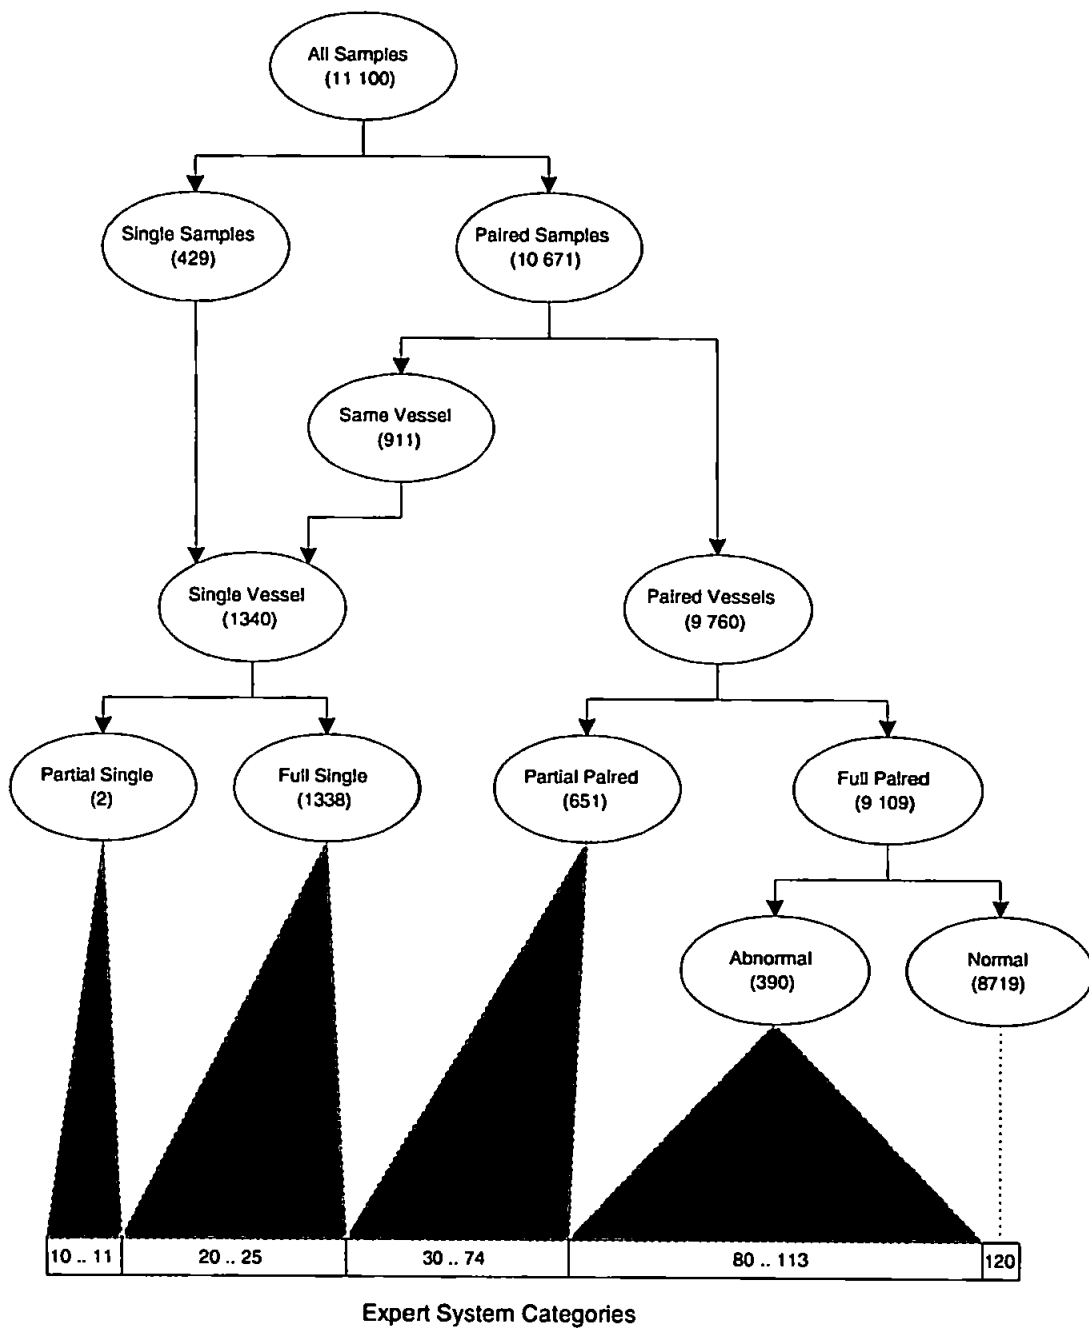 All Samples
(11 100)
Single Samples
(429)
Paired Samples
(10 671)
Same Vessel
(911)
Single Vessel
(1340)
Paired Vessels
(9 760)
Partial Single
(2)
Full Single
(1338)
Partial Paired
(651)
Full Paired
(9 109)
Abnormal
(390)
Normal
(8719)
10 .. 11
20 .. 25
30 .. 74
80 .. 113
120
Expert System Categories